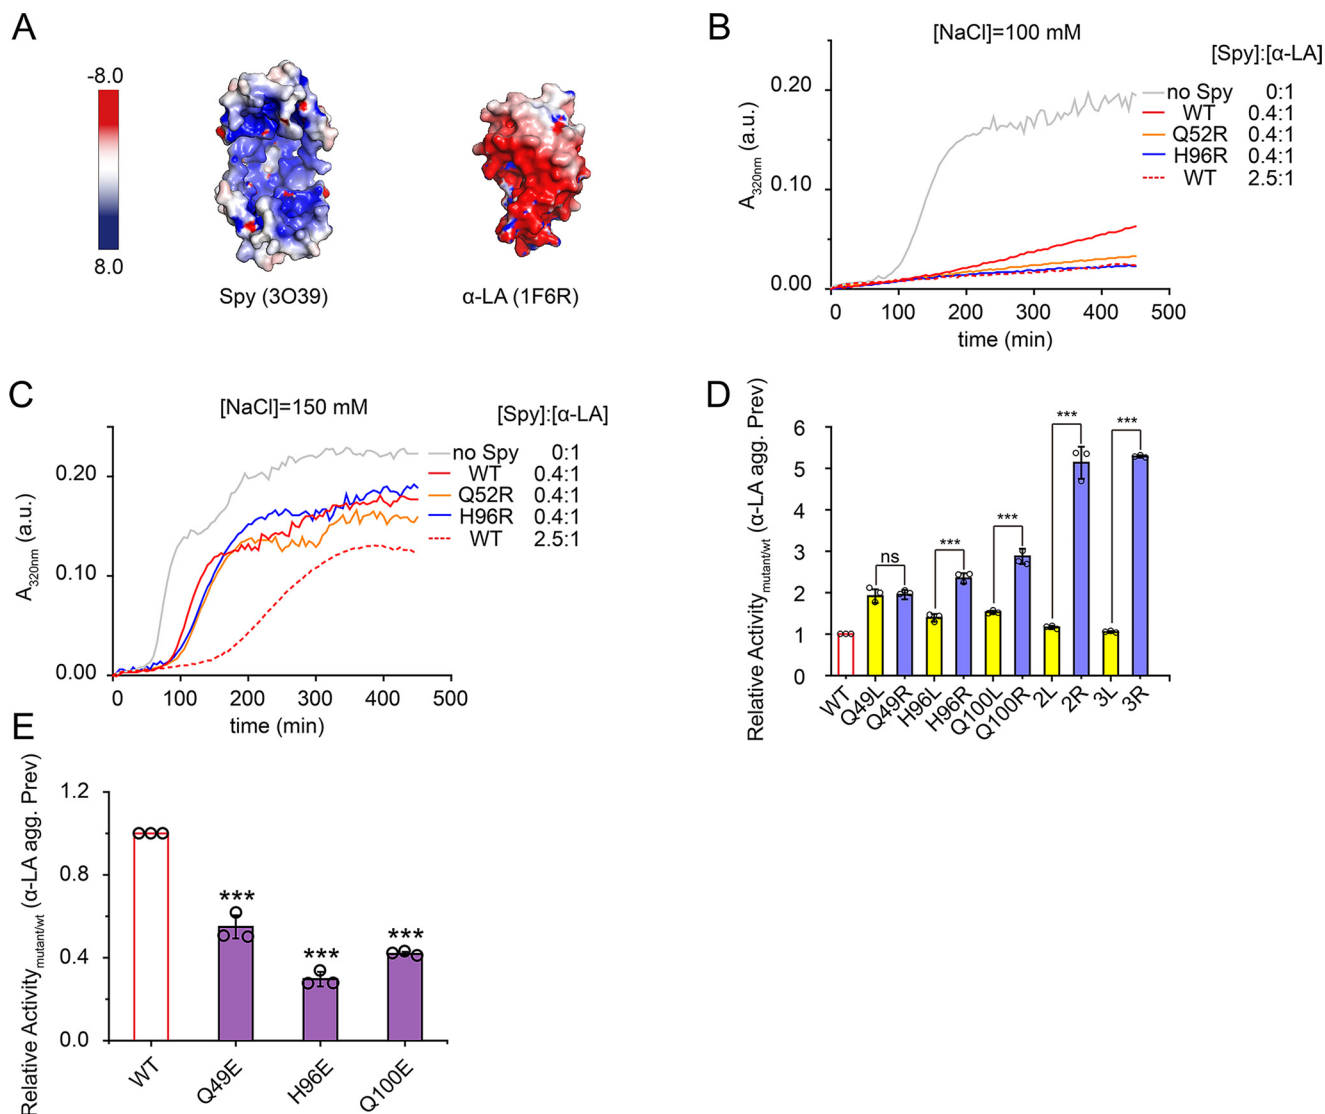 A
-8.0
8.0
Spy (3O39)
α-LA (1F6R)
B
[NaCl]=100 mM
[Spy]:[α-LA]
no Spy 0:1
WT 0.4:1
Q52R 0.4:1
H96R 0.4:1
WT 2.5:1
A320nm (a.u.)
0.20
0.10
0.00
0 100 200 300 400 500
time (min)
C
[NaCl]=150 mM
[Spy]:[α-LA]
no Spy 0:1
WT 0.4:1
Q52R 0.4:1
H96R 0.4:1
WT 2.5:1
A320nm (a.u.)
0.20
0.10
0.00
0 100 200 300 400 500
time (min)
D
Relative Activitymutant/wt (α-LA agg. Prev)
6
5
4
3
2
1
0
ns
***
***
***
***
WT Q49L Q49R H96L H96R Q100L Q100R 2L 2R 3L 3R
E
Relative Activitymutant/wt (α-LA agg. Prev)
1.2
0.8
0.4
0.0
***
***
***
WT Q49E H96E Q100E